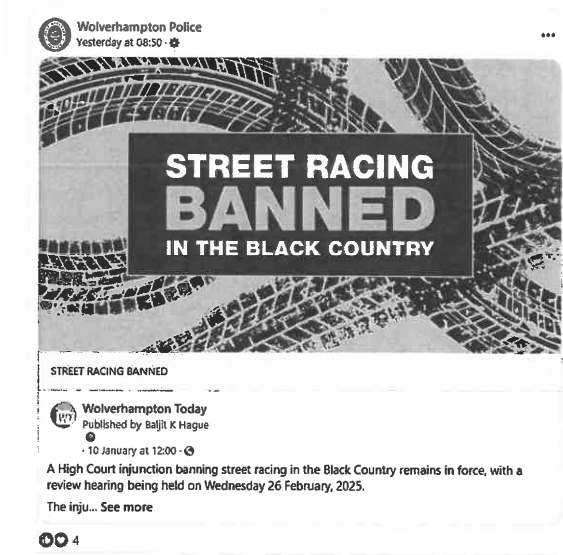 Wolverhampton Police
Yesterday at 08:50 ·
STREET RACING
BANNED
IN THE BLACK COUNTRY
STREET RACING BANNED
Wolverhampton Today
Published by Baljit K Hague
· 10 January at 12:00 ·
A High Court injunction banning street racing in the Black Country remains in force, with a
review hearing being held on Wednesday 26 February, 2025.
The inju... See more
4